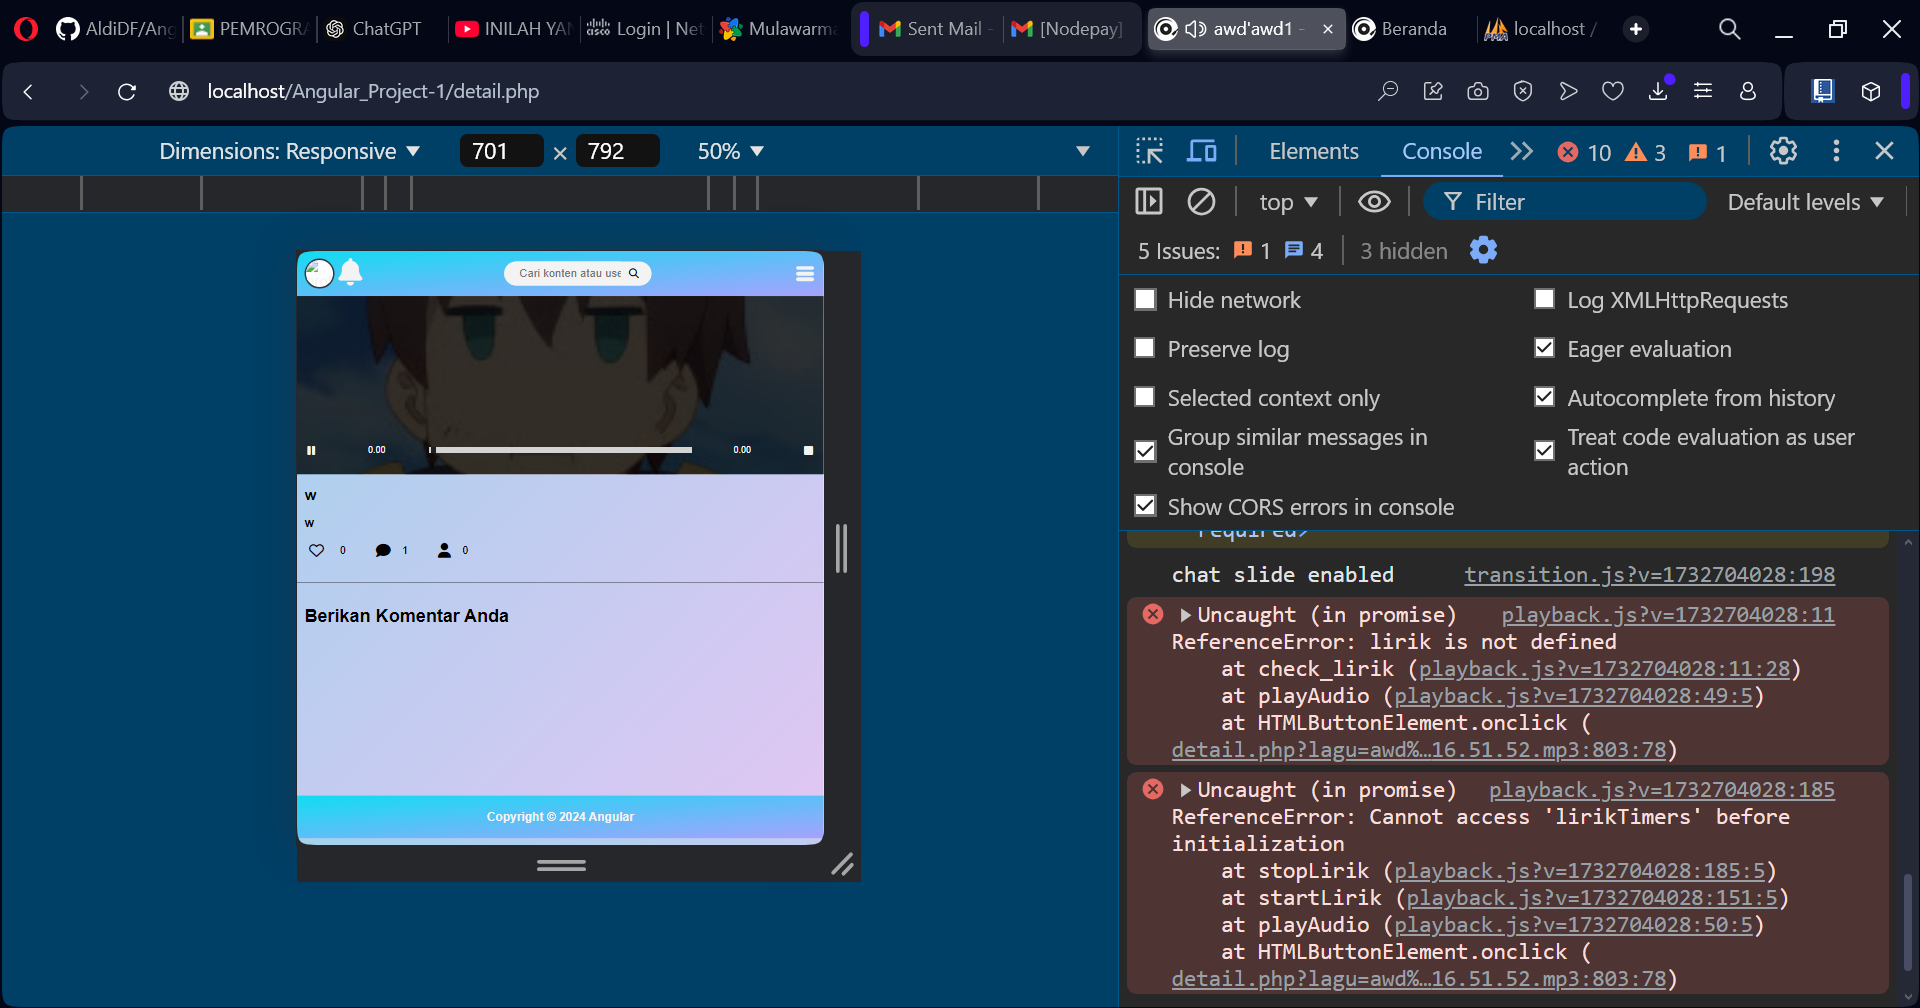 AldiDF/Ang
PEMROGRA
ChatGPT
INILAH YAN
Login | Net
Mulawarma
Sent Mail -
[Nodepay]
awd'awd1 -
Beranda
localhost /
localhost/Angular_Project-1/detail.php
Dimensions: Responsive 701 × 792 50%
Elements Console 10 3 1
top Filter Default levels
5 Issues: 1 4 3 hidden
Hide network Log XMLHttpRequests
Preserve log Eager evaluation
Selected context only Autocomplete from history
Group similar messages in console
Treat code evaluation as user action
Show CORS errors in console
required>
chat slide enabled transition.js?v=1732704028:198
Uncaught (in promise) playback.js?v=1732704028:11
ReferenceError: lirik is not defined
at check_lirik (playback.js?v=1732704028:11:28)
at playAudio (playback.js?v=1732704028:49:5)
at HTMLButtonElement.onclick (
detail.php?lagu=awd%…16.51.52.mp3:803:78)
Uncaught (in promise) playback.js?v=1732704028:185
ReferenceError: Cannot access 'lirikTimers' before
initialization
at stopLirik (playback.js?v=1732704028:185:5)
at startLirik (playback.js?v=1732704028:151:5)
at playAudio (playback.js?v=1732704028:50:5)
at HTMLButtonElement.onclick (
detail.php?lagu=awd%…16.51.52.mp3:803:78)
Cari konten atau use
0.00 0.00
w
w
0 1 0
Berikan Komentar Anda
Copyright © 2024 Angular